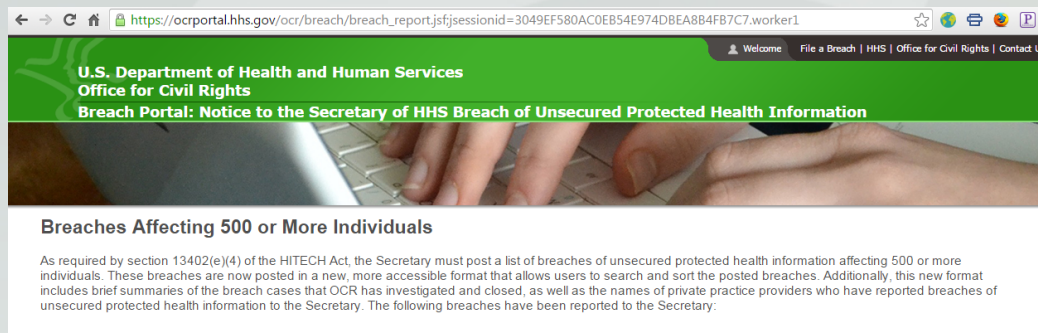 https://ocrportal.hhs.gov/ocr/breach/breach_report.jsf;jsessionid=3049EF580AC0EB54E974DBEA8B4FB7C7.worker1
Welcome File a Breach | HHS | Office for Civil Rights | Contact U
U.S. Department of Health and Human Services
Office for Civil Rights
Breach Portal: Notice to the Secretary of HHS Breach of Unsecured Protected Health Information
Breaches Affecting 500 or More Individuals
As required by section 13402(e)(4) of the HITECH Act, the Secretary must post a list of breaches of unsecured protected health information affecting 500 or more
individuals. These breaches are now posted in a new, more accessible format that allows users to search and sort the posted breaches. Additionally, this new format
includes brief summaries of the breach cases that OCR has investigated and closed, as well as the names of private practice providers who have reported breaches of
unsecured protected health information to the Secretary. The following breaches have been reported to the Secretary: